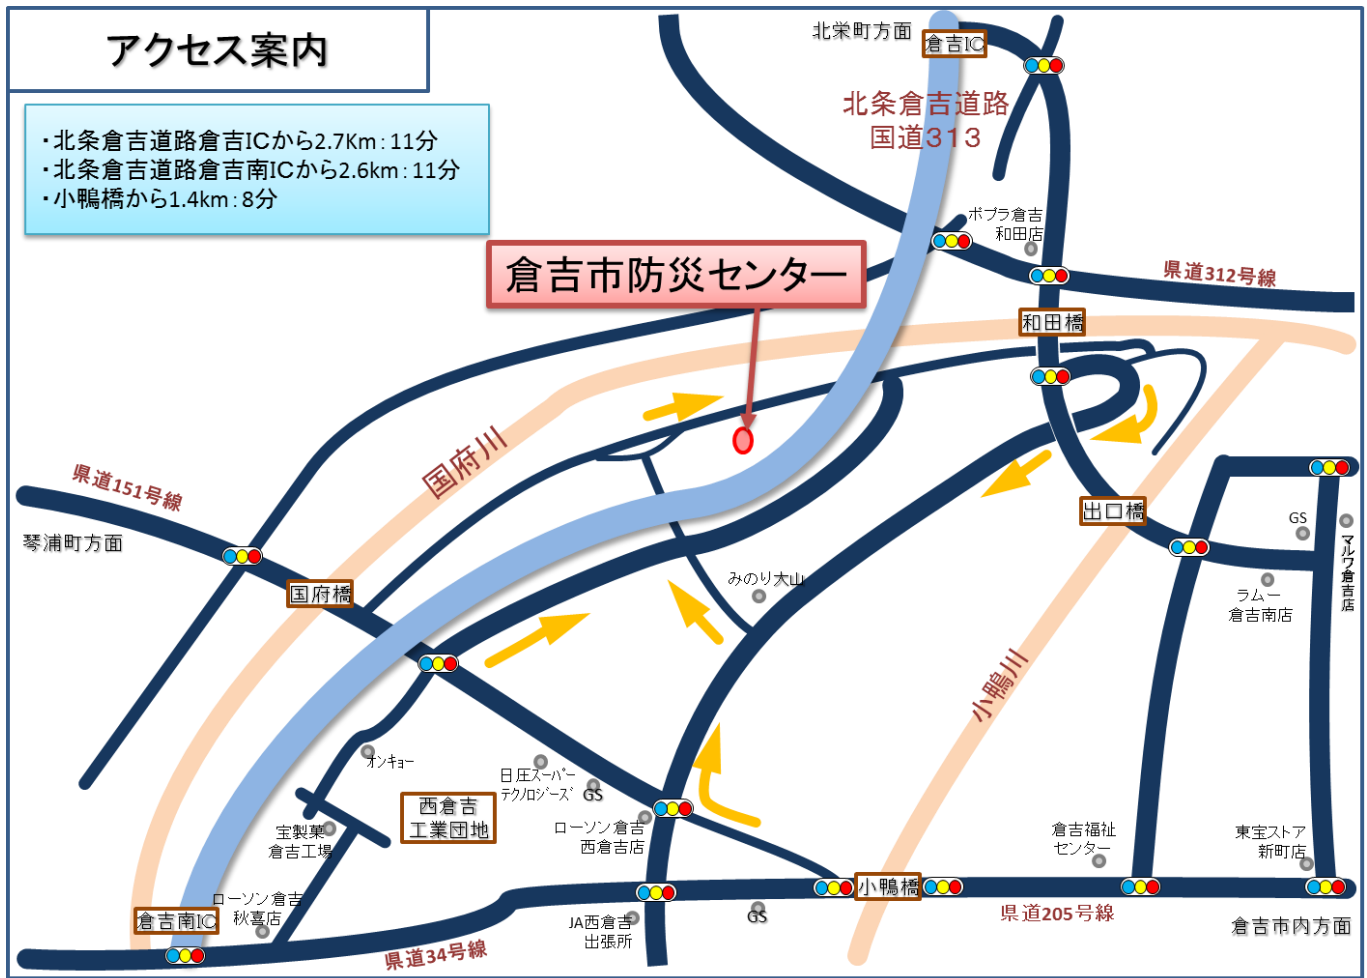 アクセス案内
・北条倉吉道路倉吉ICから2.7Km：11分
・北条倉吉道路倉吉南ICから2.6km：11分
・小鴨橋から1.4km：8分
北栄町方面
倉吉IC
北条倉吉道路
国道313
ポプラ倉吉
和田店
倉吉市防災センター
県道312号線
和田橋
国府川
県道151号線
琴浦町方面
国府橋
出口橋
GS
マルワ倉吉店
ラムー
倉吉南店
みのり大山
小鴨川
オンキョー
日圧スーパー
テクノロジーズ
GS
西倉吉
工業団地
宝製菓
倉吉工場
ローソン倉吉
西倉吉店
倉吉福祉
センター
東宝ストア
新町店
小鴨橋
ローソン倉吉
秋喜店
倉吉南IC
JA西倉吉
出張所
GS
県道205号線
倉吉市内方面
県道34号線